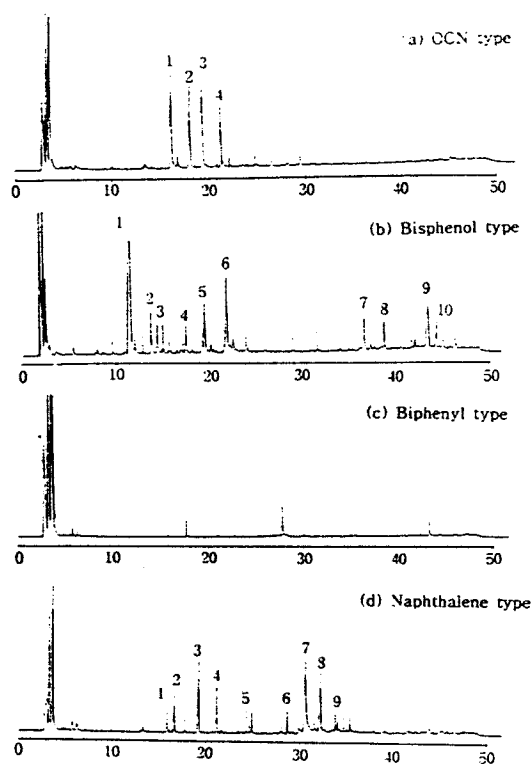 (a) OCN type
1 2 3 4
0 10 20 30 40 50
(b) Bisphenol type
1 2 3 4 5 6 7 8 9 10
0 10 20 30 40 50
(c) Biphenyl type
0 10 20 30 40 50
(d) Naphthalene type
1 2 3 4 5 6 7 8 9
0 10 20 30 40 50